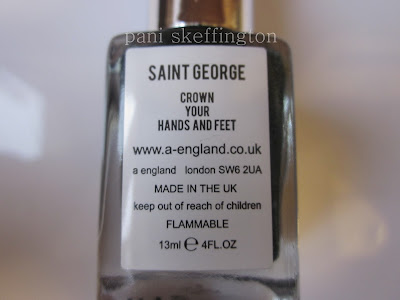 pani skeffington
SAINT GEORGE
CROWN
YOUR
HANDS AND FEET
www.a-england.co.uk
a england london SW6 2UA
MADE IN THE UK
keep out of reach of children
FLAMMABLE
13ml e 4FL.OZ